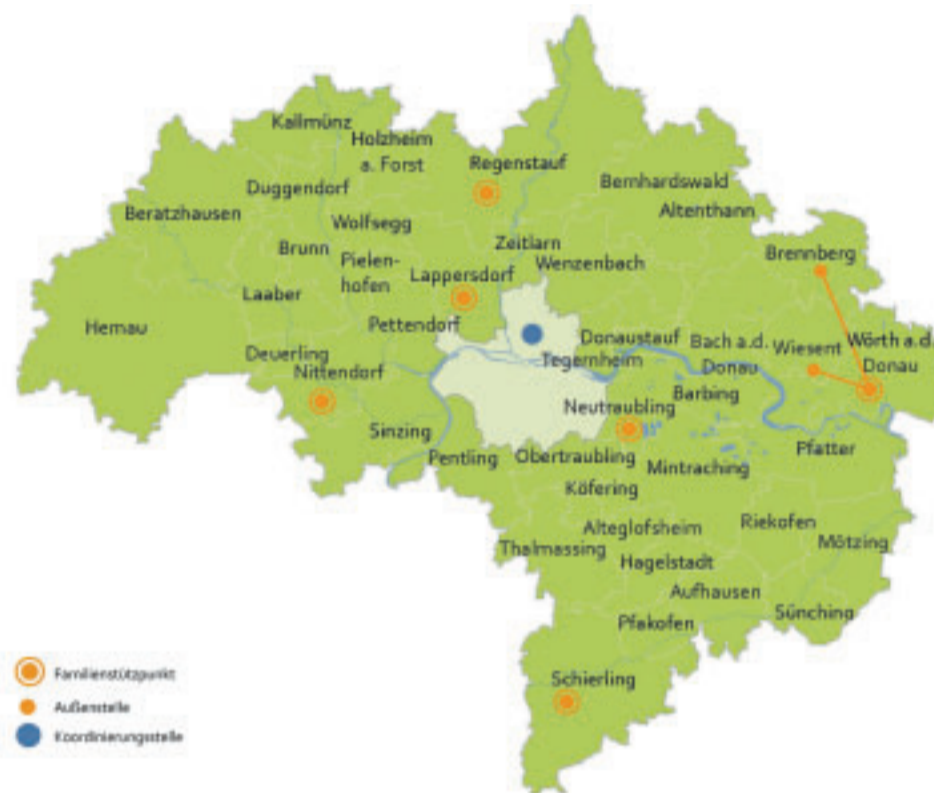 Kallmünz
Holzheim
a. Forst
Regenstauf
Duggendorf
Bernhardswald
Beratzhausen
Altenthann
Wolfsegg
Zeitlarn
Brunn
Brennberg
Pielen-
hofen
Wenzenbach
Lappersdorf
Laaber
Hemau
Pettendorf
Donaustauf
Bach a.d.
Donau
Wörth a.d.
Donau
Deuerling
Tegernheim
Wiesent
Nittendorf
Barbing
Neutraubling
Sinzing
Pfatter
Pentling
Obertraubling
Mintraching
Köfering
Alteglofsheim
Riekofen
Thalmassing
Mötzing
Hagelstadt
Aufhausen
Sünching
Pfakofen
Schierling
Familienstützpunkt
Außenstelle
Koordinierungsstelle